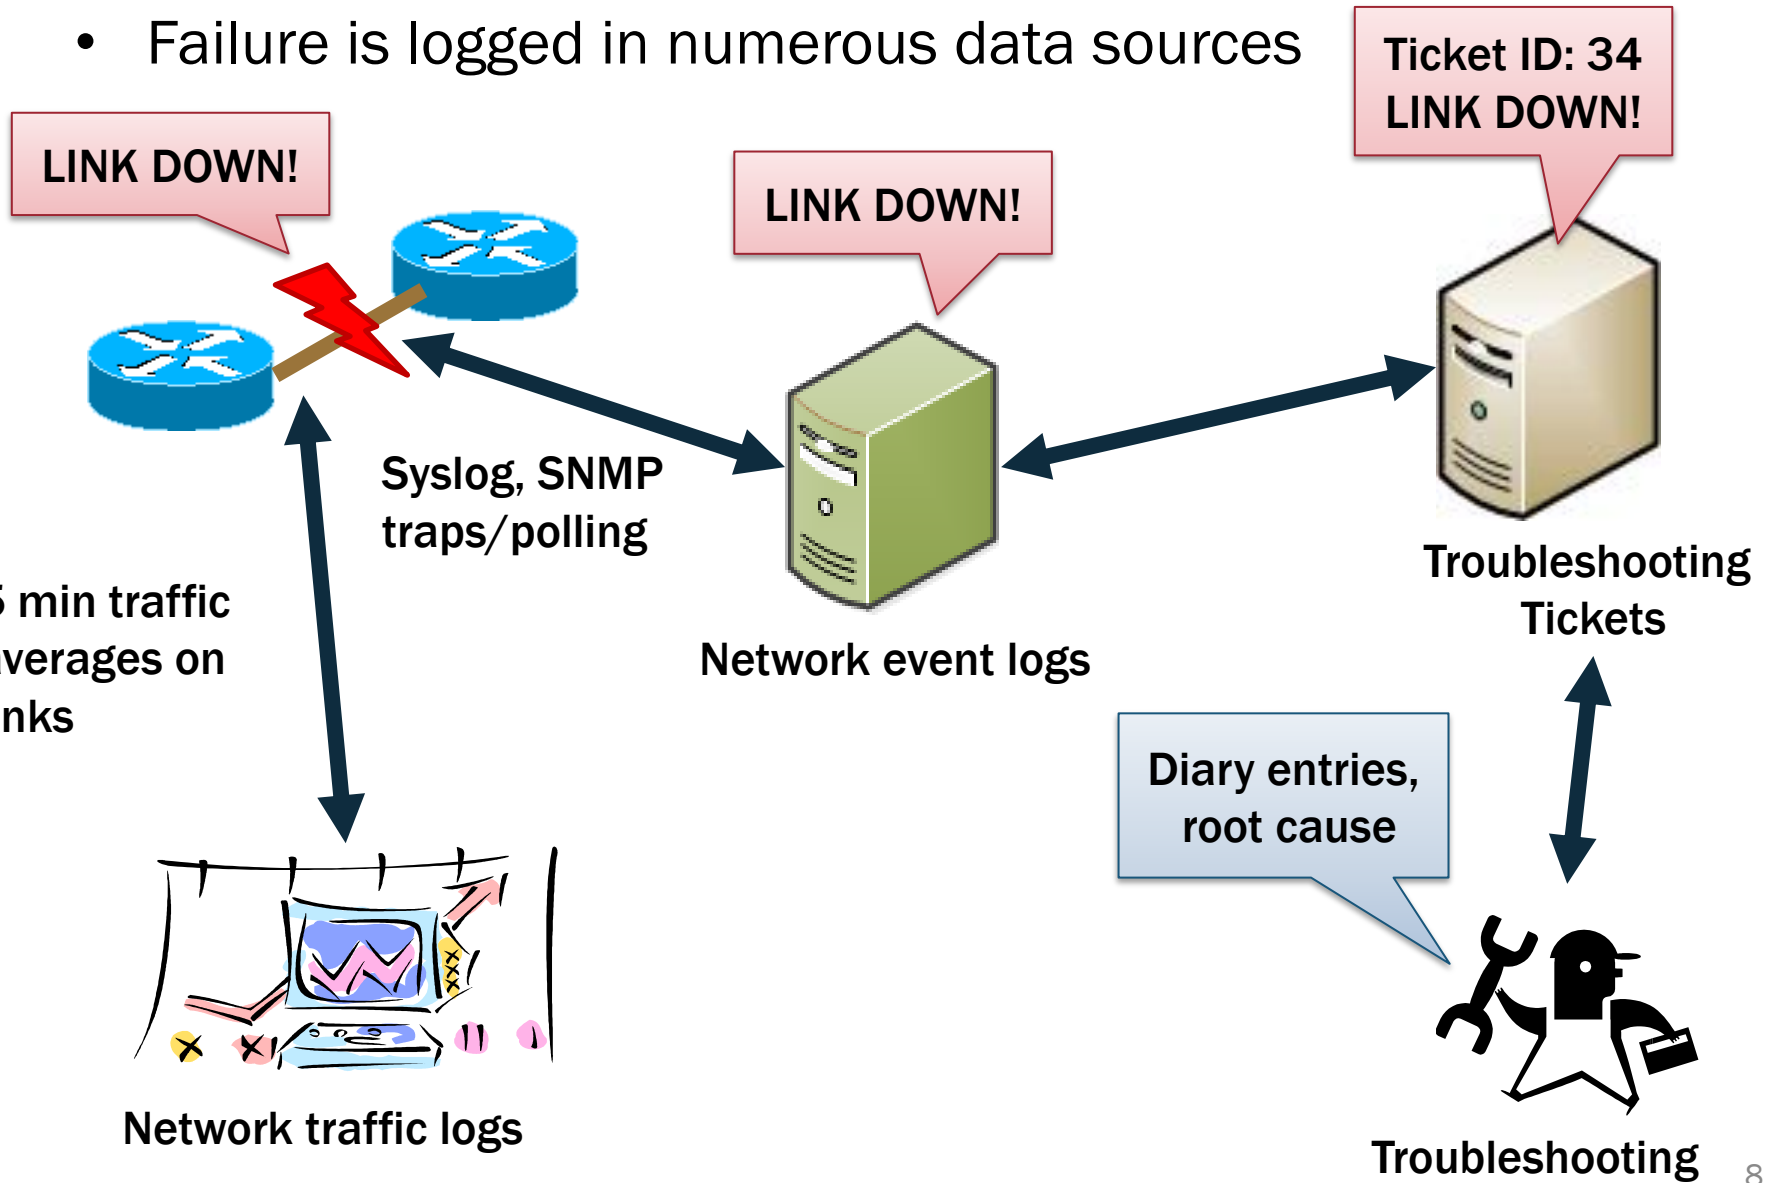 • Failure is logged in numerous data sources
Ticket ID: 34
LINK DOWN!
LINK DOWN!
LINK DOWN!
Syslog, SNMP
traps/polling
5 min traffic
averages on
nks
Network event logs
Troubleshooting
Tickets
Diary entries,
root cause
Network traffic logs
Troubleshooting
8